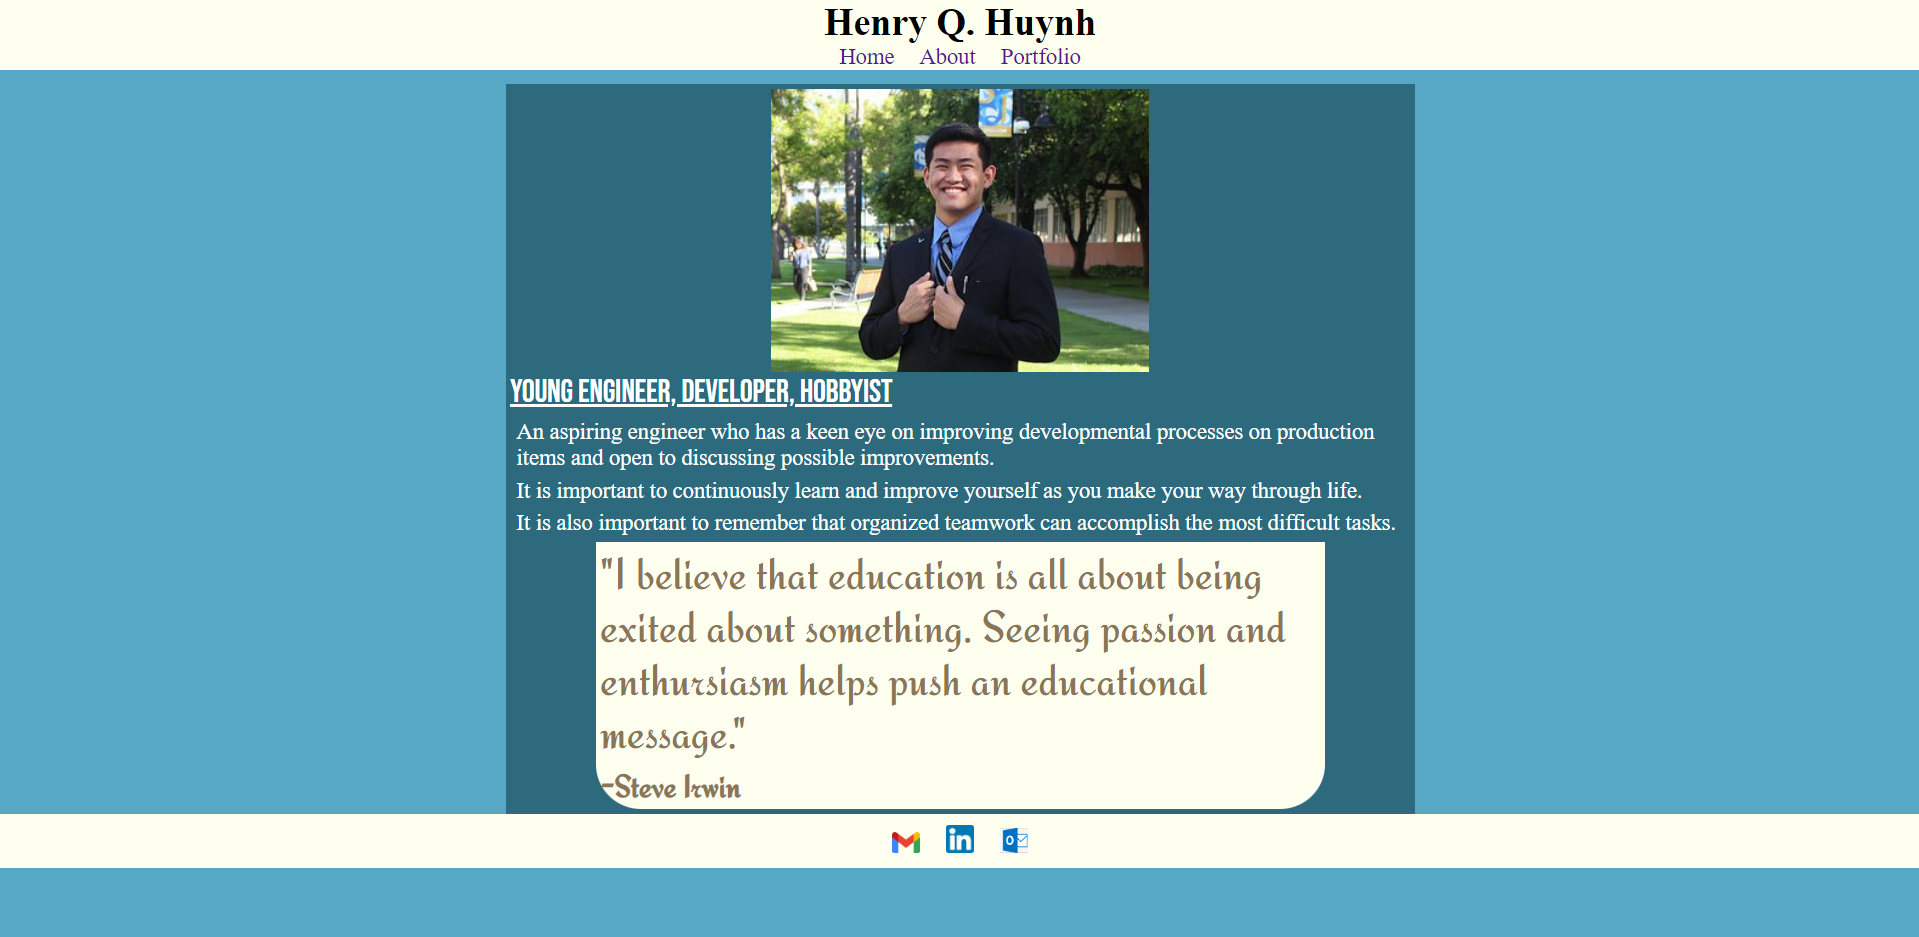 Henry Q. Huynh
Home About Portfolio
YOUNG ENGINEER, DEVELOPER, HOBBYIST
An aspiring engineer who has a keen eye on improving developmental processes on production
items and open to discussing possible improvements.
It is important to continuously learn and improve yourself as you make your way through life.
It is also important to remember that organized teamwork can accomplish the most difficult tasks.
"I believe that education is all about being
exited about something. Seeing passion and
enthursiasm helps push an educational
message."
-Steve Irwin
in
O